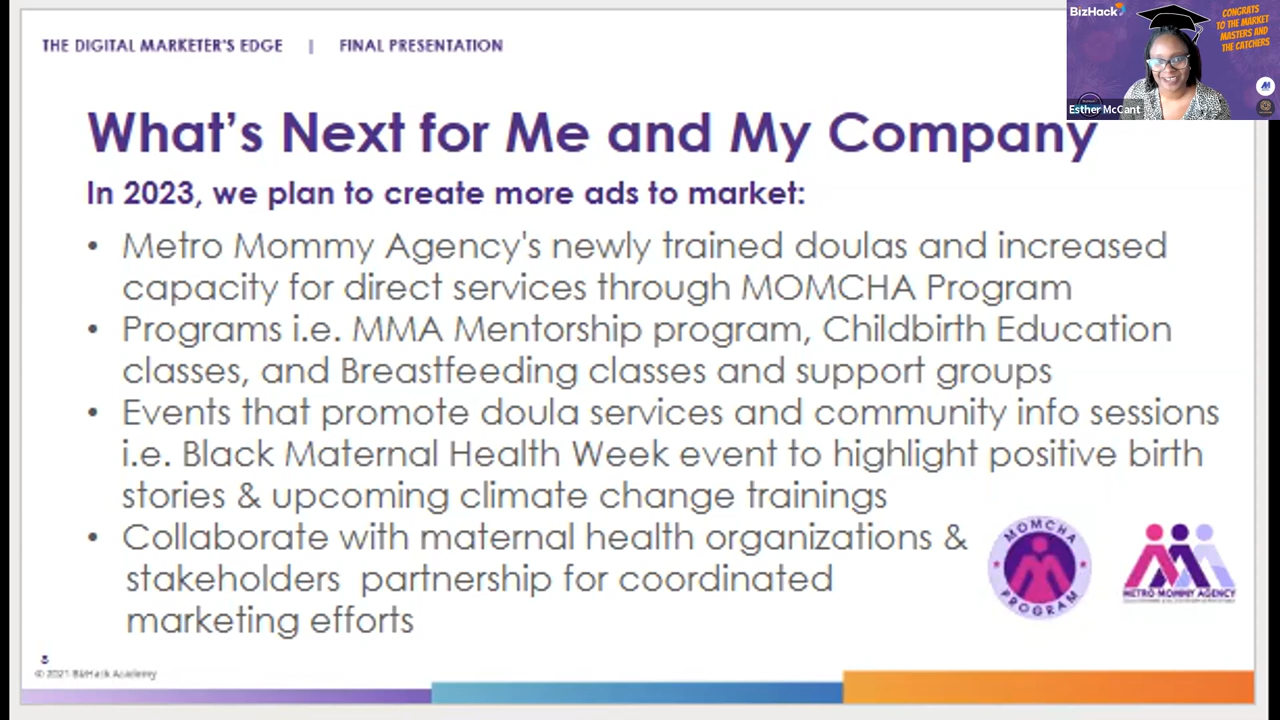 THE DIGITAL MARKETER'S EDGE | FINAL PRESENTATION
BizHack
CONGRATS
TO THE MARKET
MASTERS AND
THE CATCHERS
Esther McCant
What's Next for Me and My Company
In 2023, we plan to create more ads to market:
• Metro Mommy Agency's newly trained doulas and increased
capacity for direct services through MOMCHA Program
• Programs i.e. MMA Mentorship program, Childbirth Education
classes, and Breastfeeding classes and support groups
• Events that promote doula services and community info sessions
i.e. Black Maternal Health Week event to highlight positive birth
stories & upcoming climate change trainings
• Collaborate with maternal health organizations &
stakeholders partnership for coordinated
marketing efforts
MOMCHA
PROGRAM
METRO MOMMY AGENCY
8
© 2021 BizHack Academy